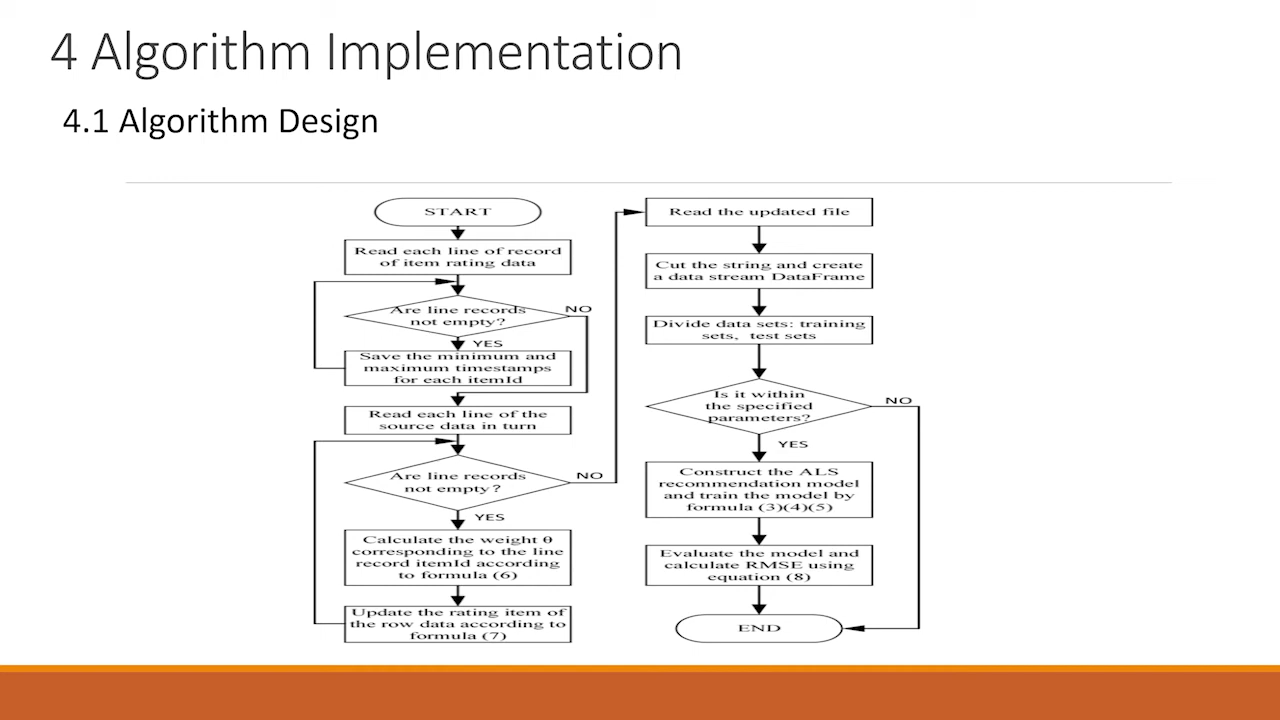 4 Algorithm Implementation
4.1 Algorithm Design
START
Read each line of record
of item rating data
Are line records
not empty?
NO
YES
Save the minimum and
maximum timestamps
for each itemId
Read each line of the
source data in turn
Are line records
not empty?
NO
YES
Calculate the weight θ
corresponding to the line
record itemId according
to formula (6)
Update the rating item of
the row data according to
formula (7)
Read the updated file
Cut the string and create
a data stream DataFrame
Divide data sets: training
sets, test sets
Is it within
the specified
parameters?
NO
YES
Construct the ALS
recommendation model
and train the model by
formula (3)(4)(5)
Evaluate the model and
calculate RMSE using
equation (8)
END